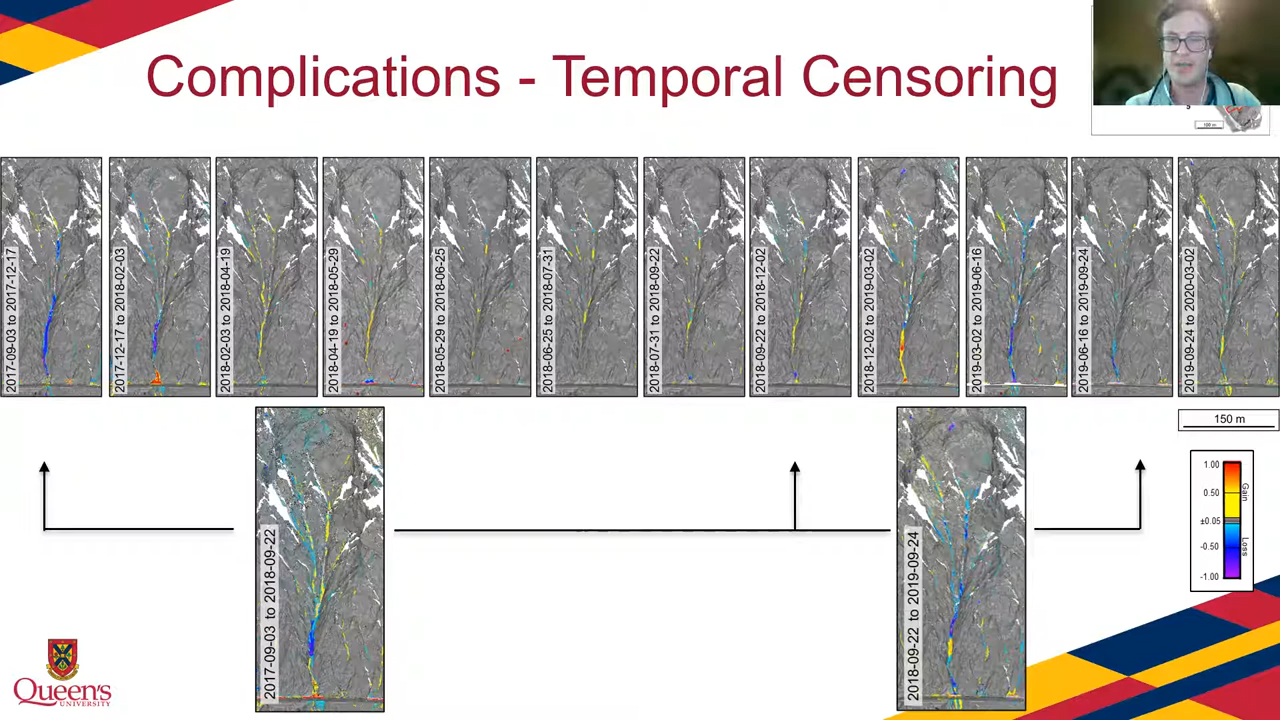 Complications - Temporal Censoring
100 m
2017-09-03 to 2017-12-17
2017-12-17 to 2018-02-03
2018-02-03 to 2018-04-19
2018-04-19 to 2018-05-29
2018-05-29 to 2018-06-25
2018-06-25 to 2018-07-31
2018-07-31 to 2018-09-22
2018-09-22 to 2018-12-02
2018-12-02 to 2019-03-02
2019-03-02 to 2019-06-16
2019-06-16 to 2019-09-24
2019-09-24 to 2020-03-02
150 m
2017-09-03 to 2018-09-22
2018-09-22 to 2019-09-24
1.00
0.50
±0.05
-0.50
-1.00
Gain
Loss
Queen's
UNIVERSITY